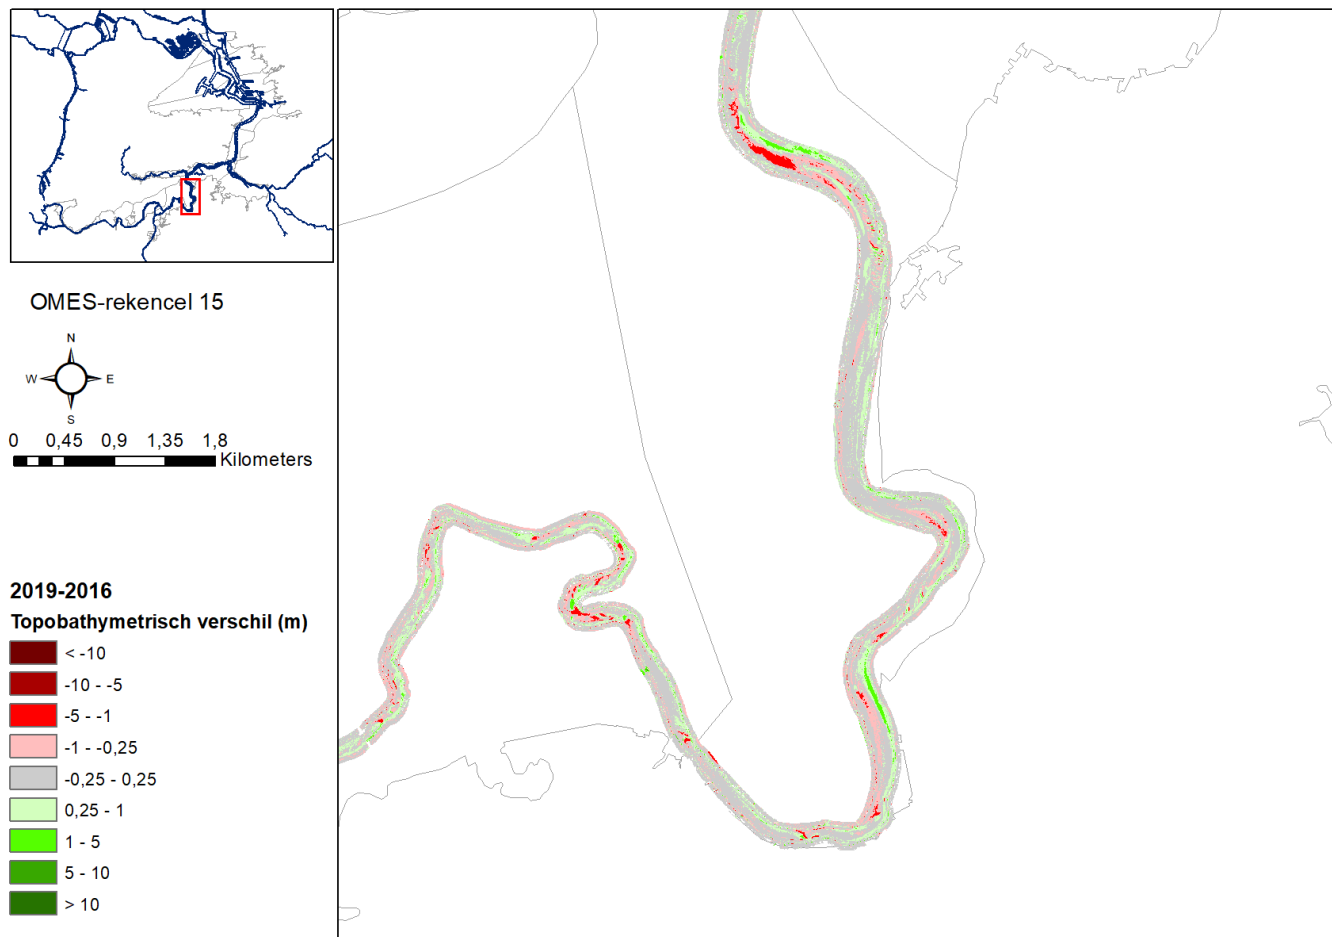 OMES-rekencel 15
N
W E
S
0 0,45 0,9 1,35 1,8
Kilometers
2019-2016
Topobathymetrisch verschil (m)
< -10
-10 - -5
-5 - -1
-1 - -0,25
-0,25 - 0,25
0,25 - 1
1 - 5
5 - 10
> 10